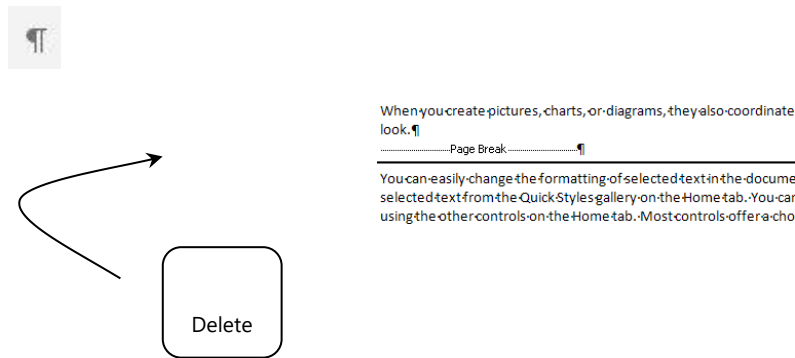 ¶
When·you·create·pictures,·charts,·or·diagrams,·they·also·coordinate
look.¶
Page Break¶
You·can·easily·change·the·formatting·of·selected·text·in·the·docume
selected·text·from·the·Quick·Styles·gallery·on·the·Home·tab.·You·can
using·the·other·controls·on·the·Home·tab.·Most·controls·offer·a·cho
Delete